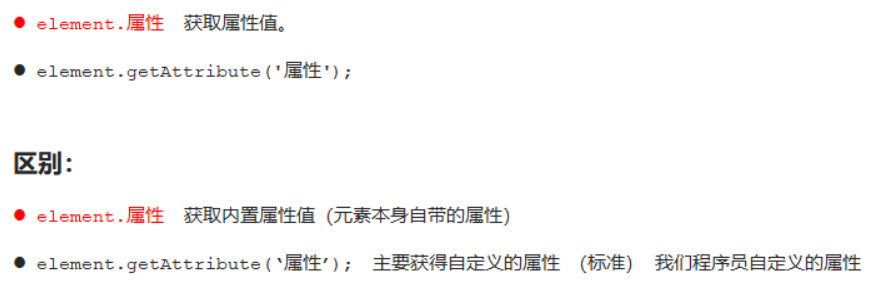 ● element.属性 获取属性值。
● element.getAttribute('属性');
区别：
● element.属性 获取内置属性值（元素本身自带的属性）
● element.getAttribute(‘属性’); 主要获得自定义的属性 （标准） 我们程序员自定义的属性